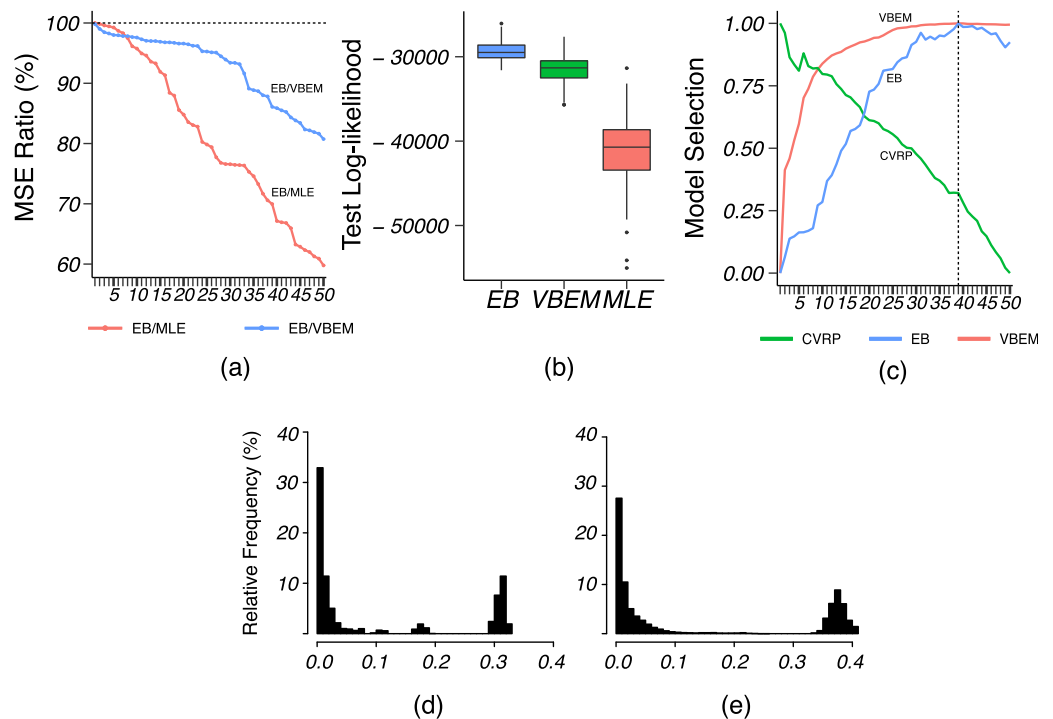 MSE Ratio (%)
100
90
80
70
60
EB/VBEM
EB/MLE
5 10 15 20 25 30 35 40 45 50
EB/MLE EB/VBEM
(a)
Test Log-likelihood
−30000
−40000
−50000
EB VBEM MLE
(b)
Model Selection
1.00
0.75
0.50
0.25
0.00
VBEM
EB
CVRP
5 10 15 20 25 30 35 40 45 50
CVRP EB VBEM
(c)
Relative Frequency (%)
40
30
20
10
0.0 0.1 0.2 0.3 0.4
(d)
40
30
20
10
0.0 0.1 0.2 0.3 0.4
(e)